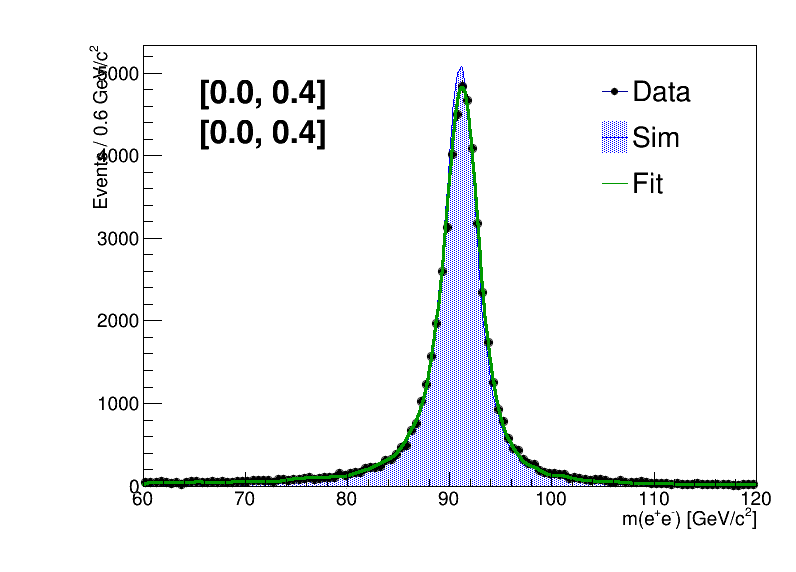 Events / 0.6 GeV/c²
5000
4000
3000
2000
1000
0
[0.0, 0.4]
[0.0, 0.4]
Data
Sim
Fit
60 70 80 90 100 110 120
m(e⁺e⁻) [GeV/c²]